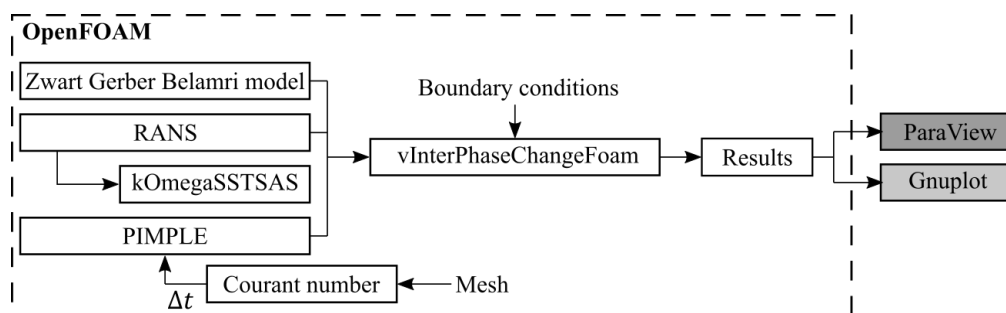 OpenFOAM
Zwart Gerber Belamri model
RANS
kOmegaSSTSAS
PIMPLE
Δt
Courant number
Mesh
Boundary conditions
vInterPhaseChangeFoam
Results
ParaView
Gnuplot